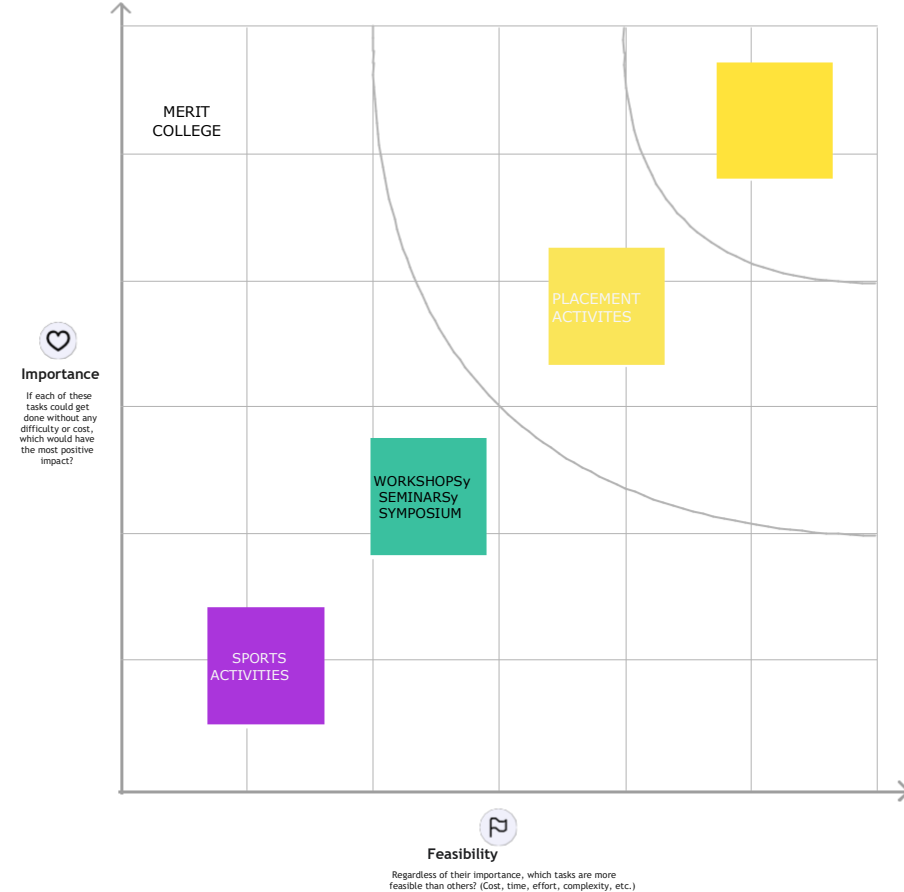 MERIT
COLLEGE
PLACEMENT
ACTIVITES
Importance
If each of these
tasks could get
done without any
difficulty or cost,
which would have
the most positive
impact?
WORKSHOPSy
SEMINARSy
SYMPOSIUM
SPORTS
ACTIVITIES
Feasibility
Regardless of their importance, which tasks are more
feasible than others? (Cost, time, effort, complexity, etc.)